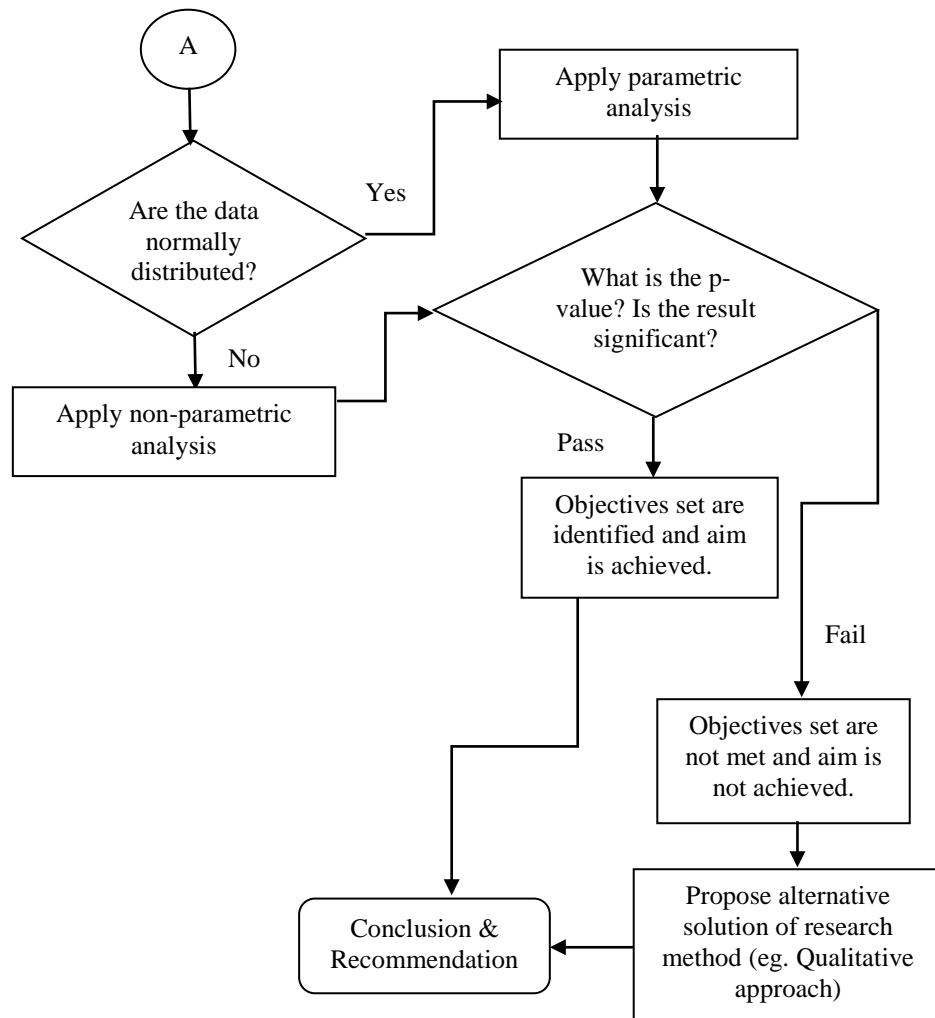 A
Apply parametric
analysis
Yes
Are the data
normally
distributed?
What is the p-
value? Is the result
significant?
No
Apply non-parametric
analysis
Pass
Objectives set are
identified and aim
is achieved.
Fail
Objectives set are
not met and aim is
not achieved.
Propose alternative
solution of research
method (eg. Qualitative
approach)
Conclusion &
Recommendation